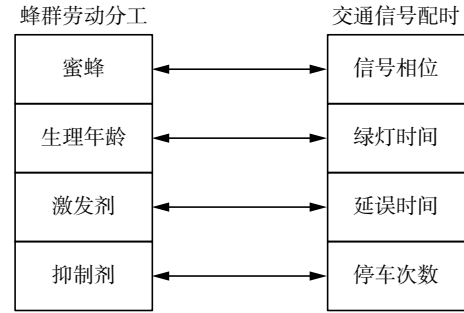 蜂群劳动分工
交通信号配时
蜜蜂
信号相位
生理年龄
绿灯时间
激发剂
延误时间
抑制剂
停车次数